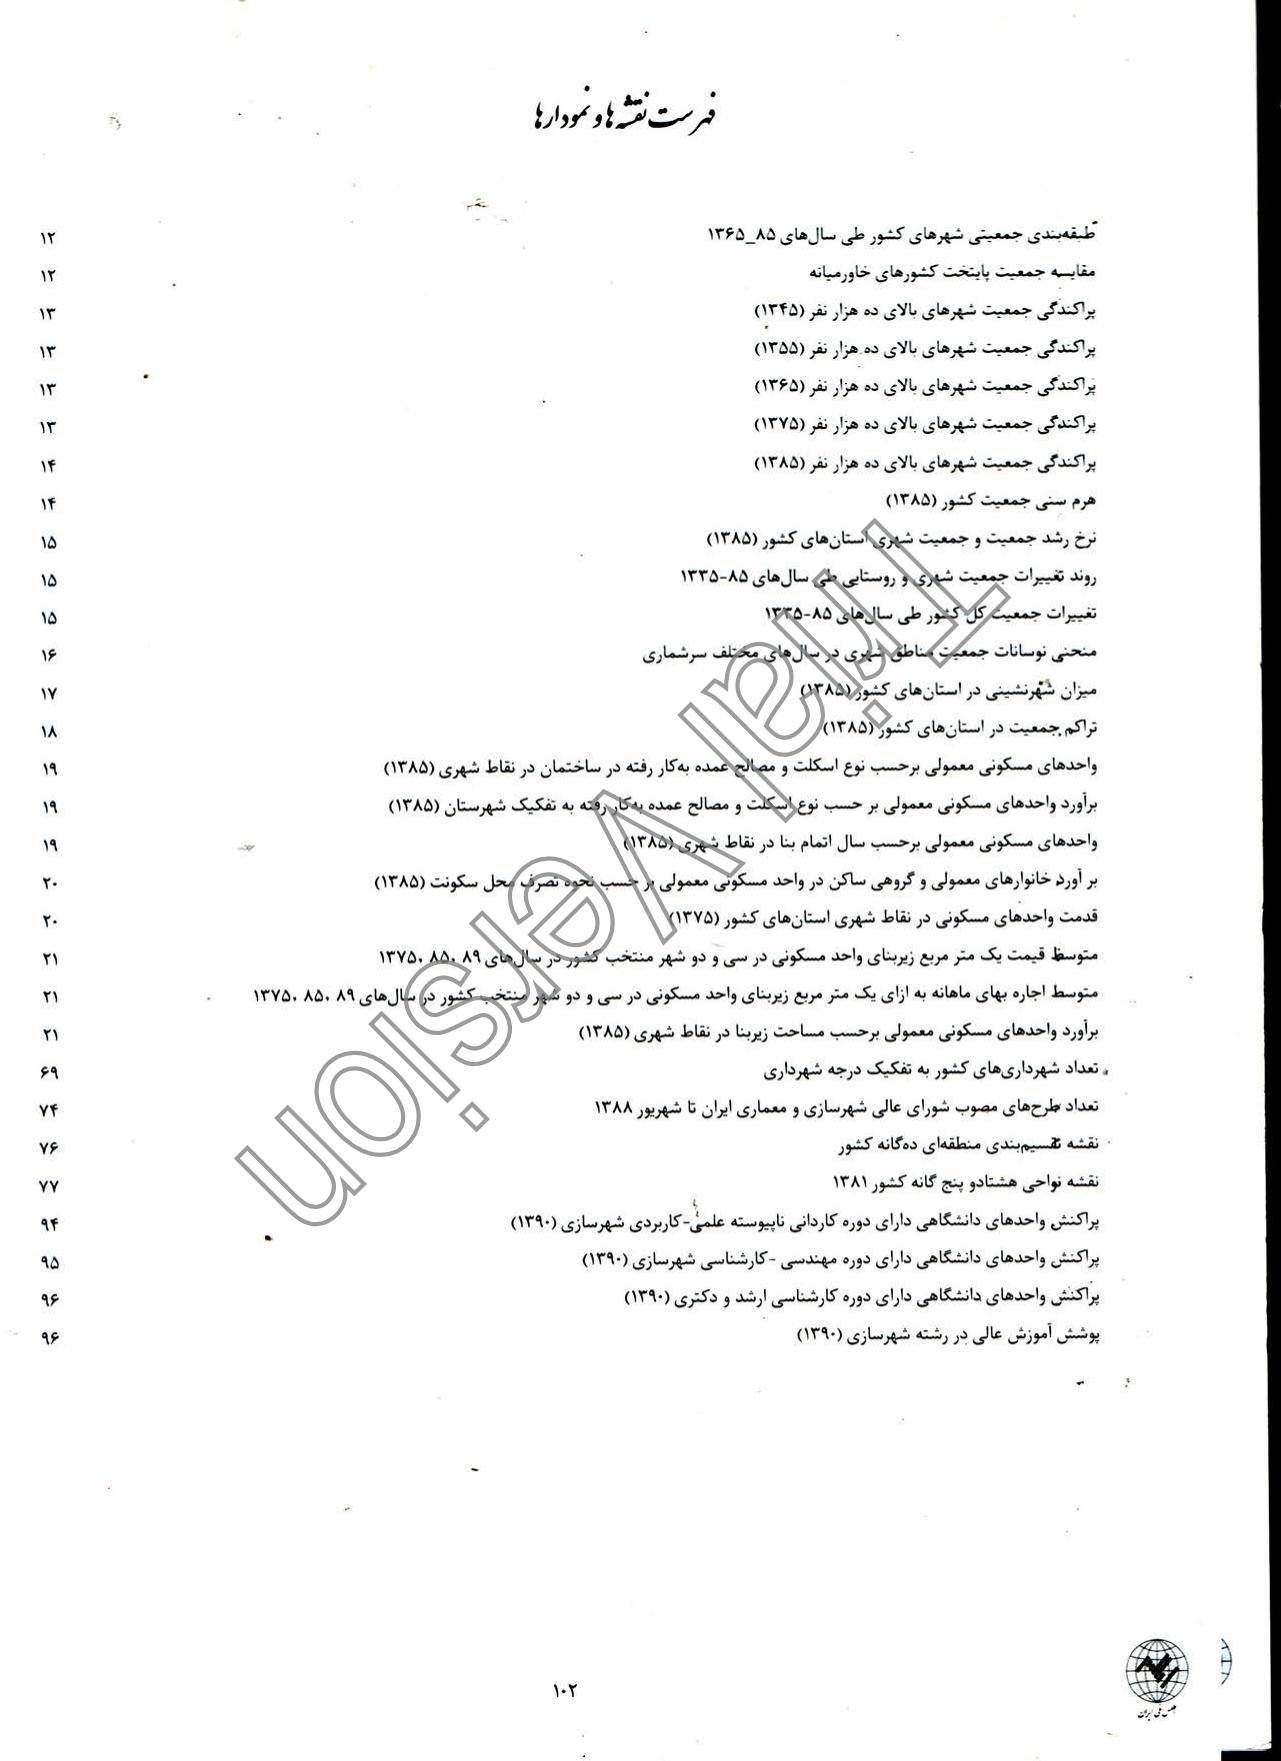 فهرست نقشه‌ها و نمودارها
طبقه‌بندی جمعیتی شهرهای کشور طی سال‌های ۸۵_۱۳۶۵ ۱۲
مقایسه جمعیت پایتخت کشورهای خاورمیانه ۱۲
پراکندگی جمعیت شهرهای بالای ده هزار نفر (۱۳۴۵) ۱۳
پراکندگی جمعیت شهرهای بالای ده هزار نفر (۱۳۵۵) ۱۳
پراکندگی جمعیت شهرهای بالای ده هزار نفر (۱۳۶۵) ۱۳
پراکندگی جمعیت شهرهای بالای ده هزار نفر (۱۳۷۵) ۱۳
پراکندگی جمعیت شهرهای بالای ده هزار نفر (۱۳۸۵) ۱۴
هرم سنی جمعیت کشور (۱۳۸۵) ۱۴
نرخ رشد جمعیت و جمعیت شهری استان‌های کشور (۱۳۸۵) ۱۵
روند تغییرات جمعیت شهری و روستایی طی سال‌های ۸۵-۱۳۳۵ ۱۵
تغییرات جمعیت کل کشور طی سال‌های ۸۵-۱۳۳۵ ۱۵
منحنی نوسانات جمعیت مناطق شهری در سال‌های مختلف سرشماری ۱۶
میزان شهرنشینی در استان‌های کشور (۱۳۸۵) ۱۷
تراکم جمعیت در استان‌های کشور (۱۳۸۵) ۱۸
واحدهای مسکونی معمولی برحسب نوع اسکلت و مصالح عمده به‌کار رفته در ساختمان در نقاط شهری (۱۳۸۵) ۱۹
برآورد واحدهای مسکونی معمولی بر حسب نوع اسکلت و مصالح عمده به‌کار رفته به تفکیک شهرستان (۱۳۸۵) ۱۹
واحدهای مسکونی معمولی برحسب سال اتمام بنا در نقاط شهری (۱۳۸۵) ۱۹
بر آورد خانوارهای معمولی و گروهی ساکن در واحد مسکونی معمولی بر حسب نحوه تصرف محل سکونت (۱۳۸۵) ۲۰
قدمت واحدهای مسکونی در نقاط شهری استان‌های کشور (۱۳۷۵) ۲۰
متوسط قیمت یک متر مربع زیربنای واحد مسکونی در سی و دو شهر منتخب کشور در سال‌های ۸۹ ،۸۵ ،۱۳۷۵ ۲۱
متوسط اجاره بهای ماهانه به ازای یک متر مربع زیربنای واحد مسکونی در سی و دو شهر منتخب کشور در سال‌های ۸۹ ،۸۵ ،۱۳۷۵ ۲۱
برآورد واحدهای مسکونی معمولی برحسب مساحت زیربنا در نقاط شهری (۱۳۸۵) ۲۱
تعداد شهرداری‌های کشور به تفکیک درجه شهرداری ۶۹
تعداد طرح‌های مصوب شورای عالی شهرسازی و معماری ایران تا شهریور ۱۳۸۸ ۷۴
نقشه تقسیم‌بندی منطقه‌ای ده‌گانه کشور ۷۶
نقشه نواحی هشتادو پنج گانه کشور ۱۳۸۱ ۷۷
پراکنش واحدهای دانشگاهی دارای دوره کاردانی ناپیوسته علمی-کاربردی شهرسازی (۱۳۹۰) ۹۴
پراکنش واحدهای دانشگاهی دارای دوره مهندسی -کارشناسی شهرسازی (۱۳۹۰) ۹۵
پراکنش واحدهای دانشگاهی دارای دوره کارشناسی ارشد و دکتری (۱۳۹۰) ۹۶
پوشش آموزش عالی در رشته شهرسازی (۱۳۹۰) ۹۶
Trial Version
۱۰۲
اطلس ملی ایران